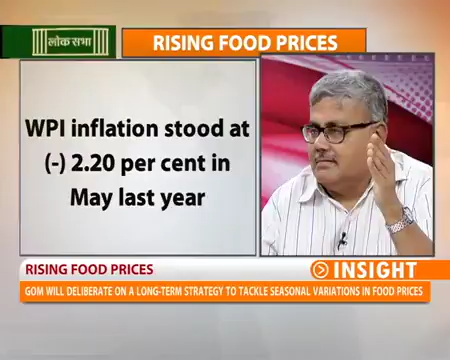 लोक सभा
RISING FOOD PRICES
WPI inflation stood at
(-) 2.20 per cent in
May last year
RISING FOOD PRICES
INSIGHT
GOM WILL DELIBERATE ON A LONG-TERM STRATEGY TO TACKLE SEASONAL VARIATIONS IN FOOD PRICES